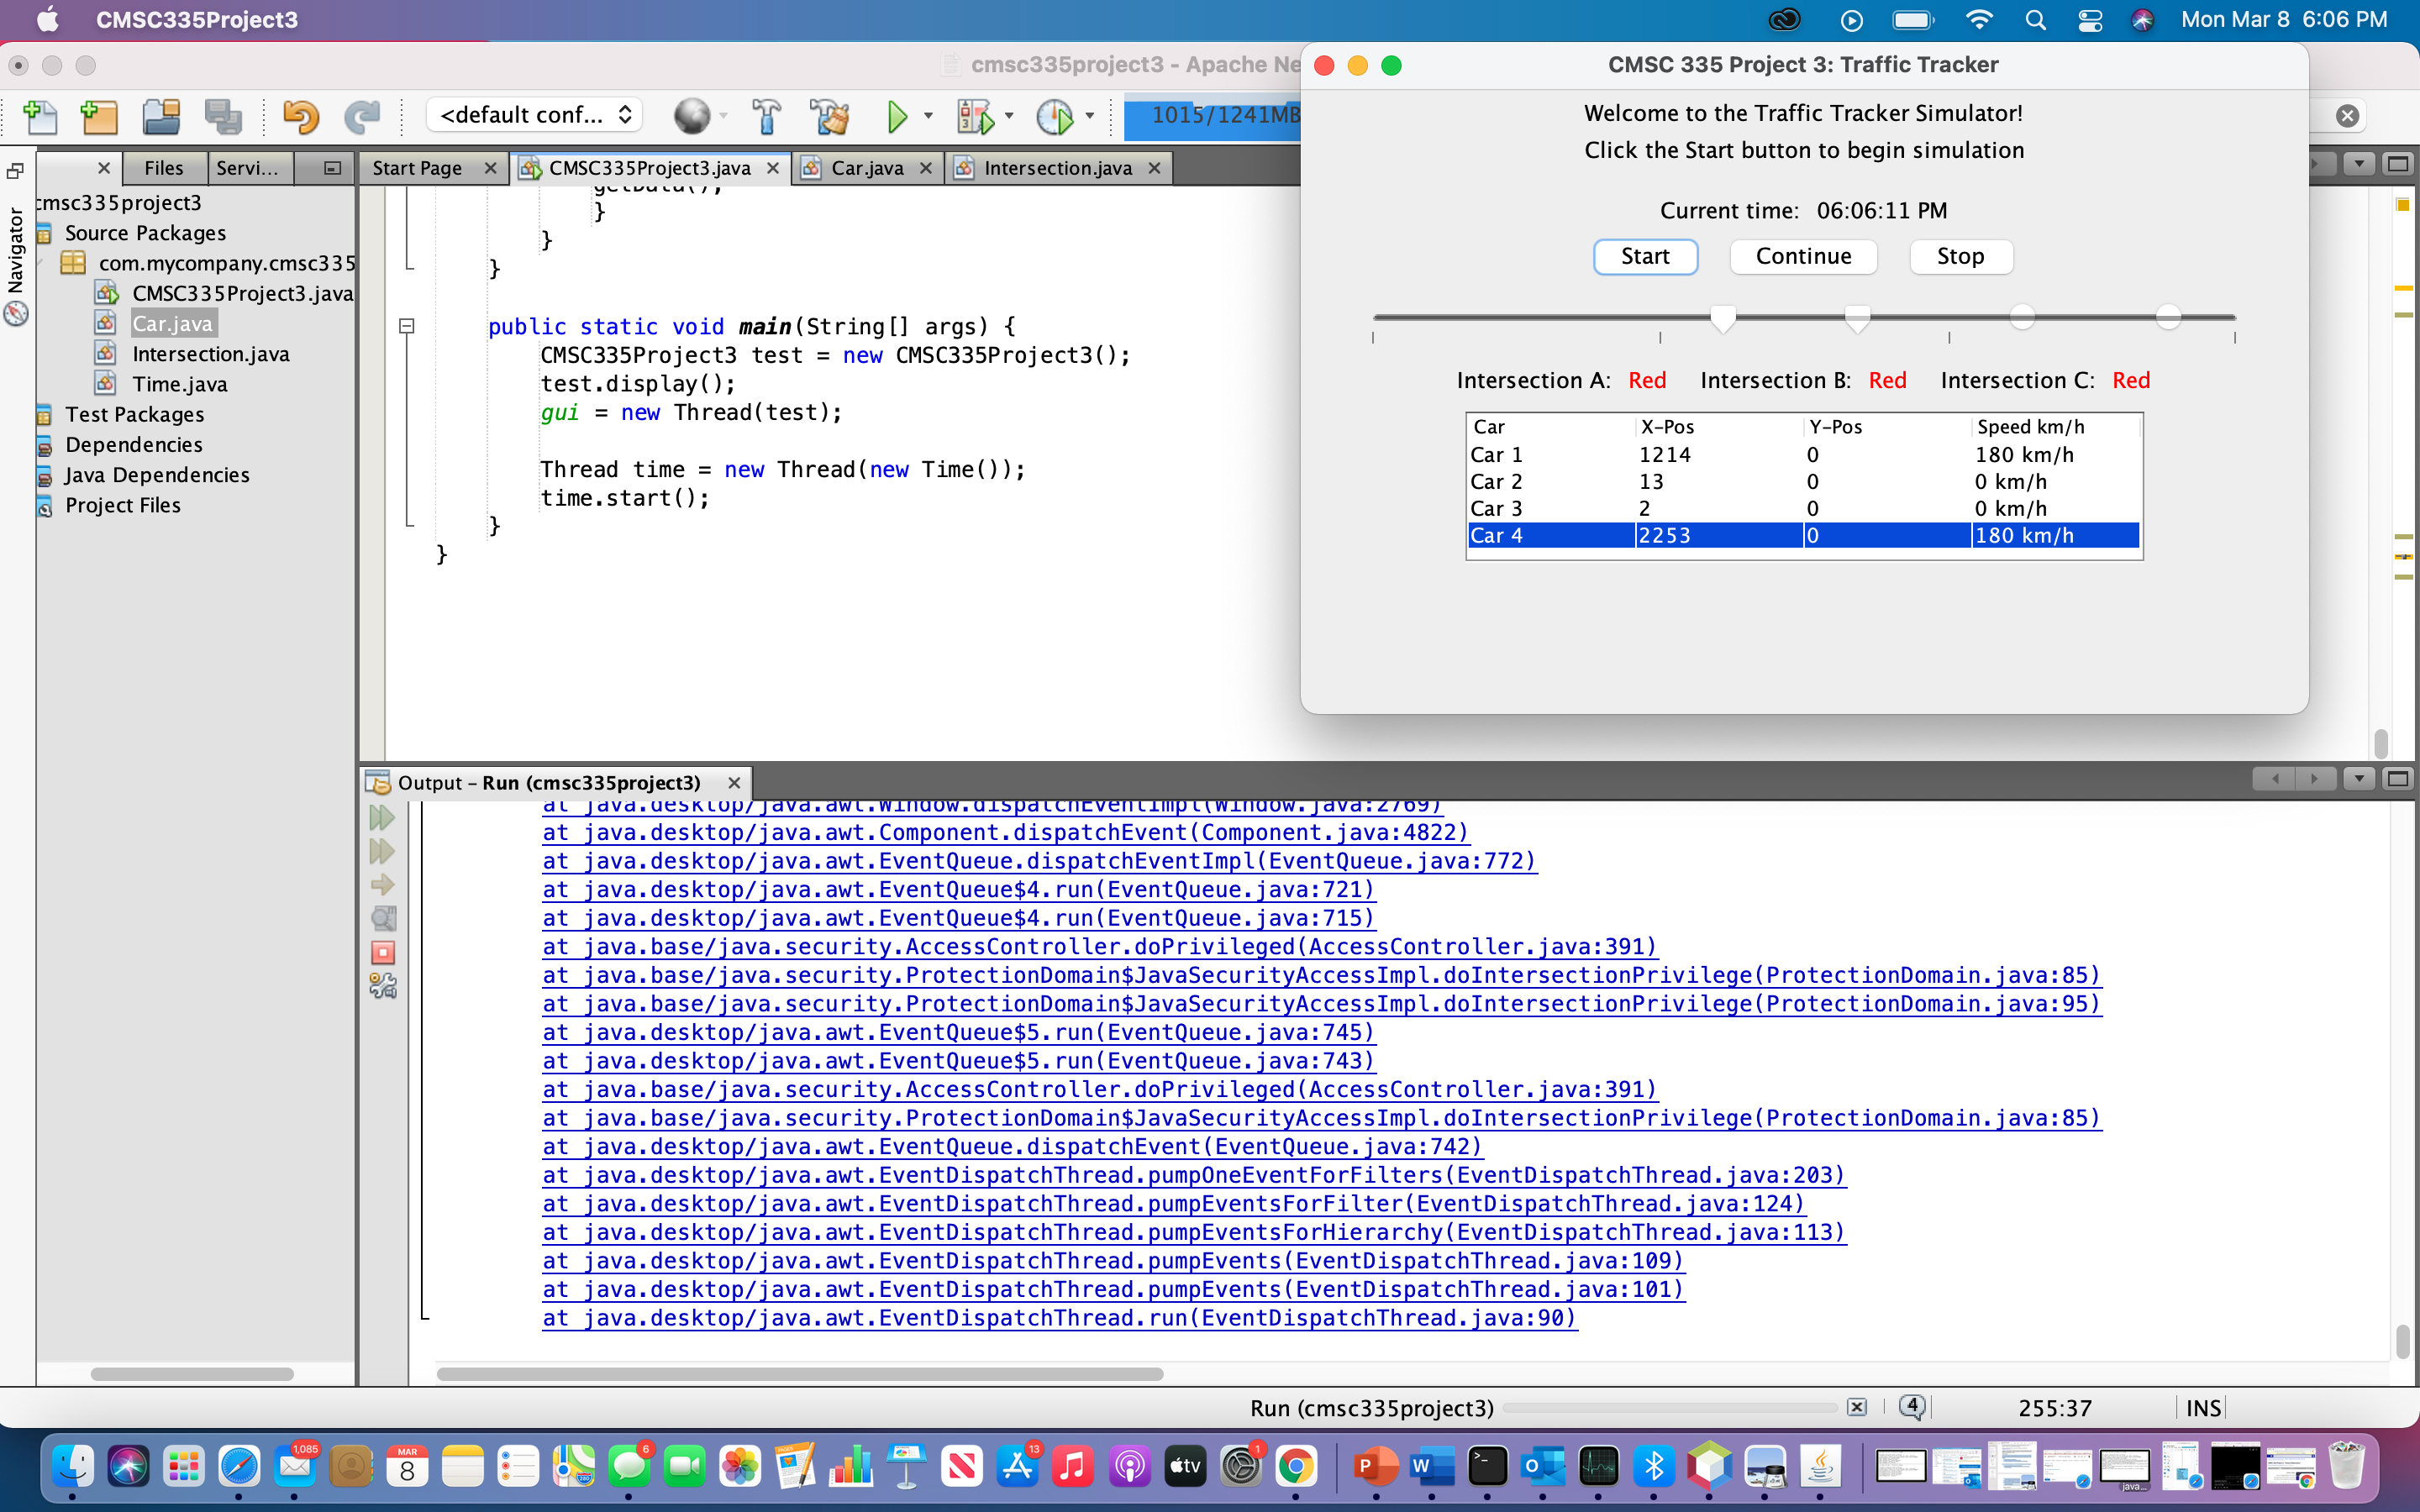 CMSC335Project3
Mon Mar 8 6:06 PM
cmsc335project3 - Apache Ne
<default conf...
1015/1241MB
CMSC 335 Project 3: Traffic Tracker
Welcome to the Traffic Tracker Simulator!
Click the Start button to begin simulation
Current time: 06:06:11 PM
Start Continue Stop
Intersection A: Red Intersection B: Red Intersection C: Red
Car X-Pos Y-Pos Speed km/h
Car 1 1214 0 180 km/h
Car 2 13 0 0 km/h
Car 3 2 0 0 km/h
Car 4 2253 0 180 km/h
Files Servi...
Start Page CMSC335Project3.java Car.java Intersection.java
Navigator
cmsc335project3
Source Packages
com.mycompany.cmsc335
CMSC335Project3.java
Car.java
Intersection.java
Time.java
Test Packages
Dependencies
Java Dependencies
Project Files
getData();
}
}
}
public static void main(String[] args) {
CMSC335Project3 test = new CMSC335Project3();
test.display();
gui = new Thread(test);
Thread time = new Thread(new Time());
time.start();
}
}
Output – Run (cmsc335project3)
at java.desktop/java.awt.Window.dispatchEventImpl(Window.java:2769)
at java.desktop/java.awt.Component.dispatchEvent(Component.java:4822)
at java.desktop/java.awt.EventQueue.dispatchEventImpl(EventQueue.java:772)
at java.desktop/java.awt.EventQueue$4.run(EventQueue.java:721)
at java.desktop/java.awt.EventQueue$4.run(EventQueue.java:715)
at java.base/java.security.AccessController.doPrivileged(AccessController.java:391)
at java.base/java.security.ProtectionDomain$JavaSecurityAccessImpl.doIntersectionPrivilege(ProtectionDomain.java:85)
at java.base/java.security.ProtectionDomain$JavaSecurityAccessImpl.doIntersectionPrivilege(ProtectionDomain.java:95)
at java.desktop/java.awt.EventQueue$5.run(EventQueue.java:745)
at java.desktop/java.awt.EventQueue$5.run(EventQueue.java:743)
at java.base/java.security.AccessController.doPrivileged(AccessController.java:391)
at java.base/java.security.ProtectionDomain$JavaSecurityAccessImpl.doIntersectionPrivilege(ProtectionDomain.java:85)
at java.desktop/java.awt.EventQueue.dispatchEvent(EventQueue.java:742)
at java.desktop/java.awt.EventDispatchThread.pumpOneEventForFilters(EventDispatchThread.java:203)
at java.desktop/java.awt.EventDispatchThread.pumpEventsForFilter(EventDispatchThread.java:124)
at java.desktop/java.awt.EventDispatchThread.pumpEventsForHierarchy(EventDispatchThread.java:113)
at java.desktop/java.awt.EventDispatchThread.pumpEvents(EventDispatchThread.java:109)
at java.desktop/java.awt.EventDispatchThread.pumpEvents(EventDispatchThread.java:101)
at java.desktop/java.awt.EventDispatchThread.run(EventDispatchThread.java:90)
Run (cmsc335project3) 4 255:37 INS
1,085 MAR 8 6 13 tv 1 P W